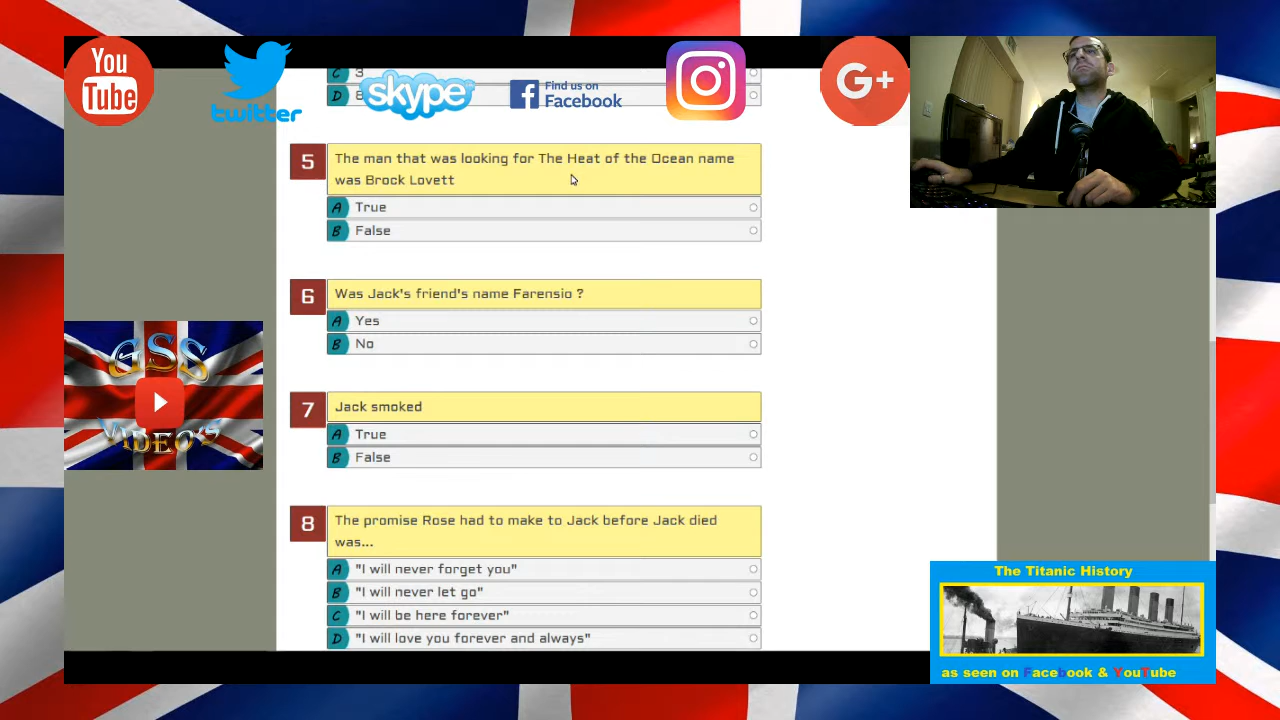 You
Tube
twitter
skype
Find us on
Facebook
G+
C 3
D 8
5 The man that was looking for The Heat of the Ocean name
was Brock Lovett
A True
B False
6 Was Jack's friend's name Farensio ?
A Yes
B No
GSS
VIDEO'S
7 Jack smoked
A True
B False
8 The promise Rose had to make to Jack before Jack died
was...
A "I will never forget you"
B "I will never let go"
C "I will be here forever"
D "I will love you forever and always"
The Titanic History
as seen on Facebook & YouTube